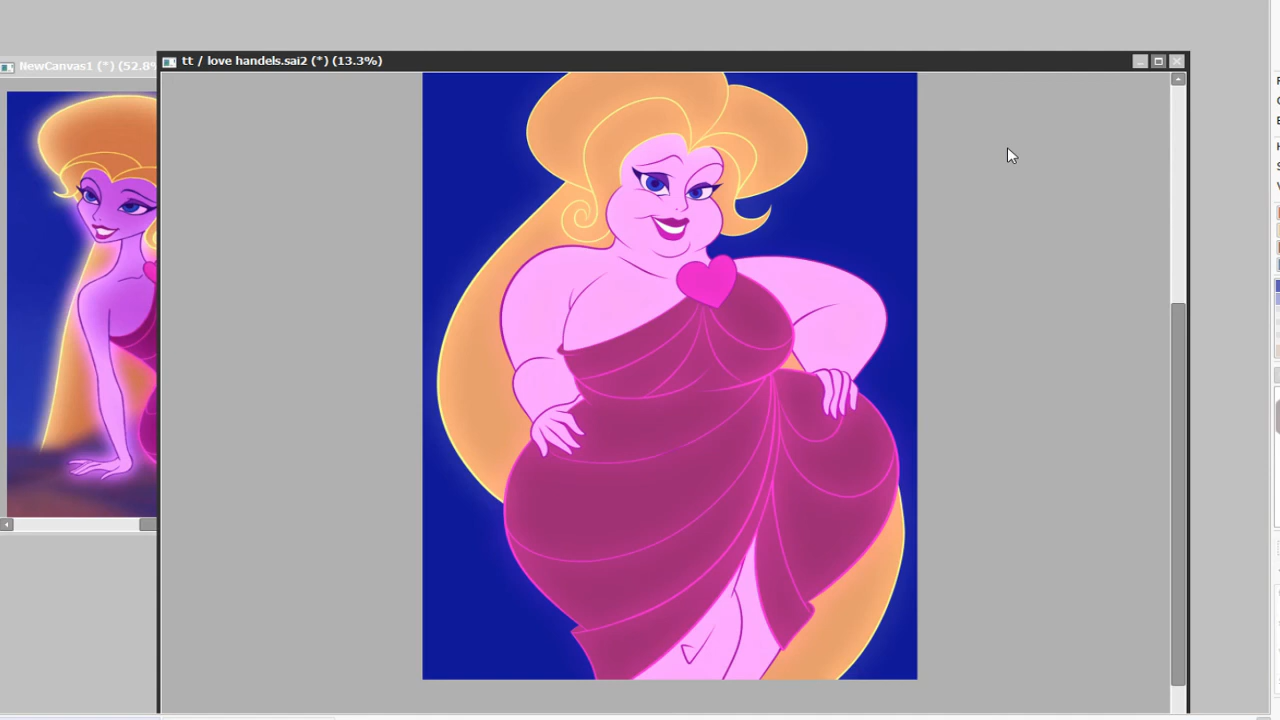 NewCanvas1 (*) (52.8%
tt / love handels.sai2 (*) (13.3%)